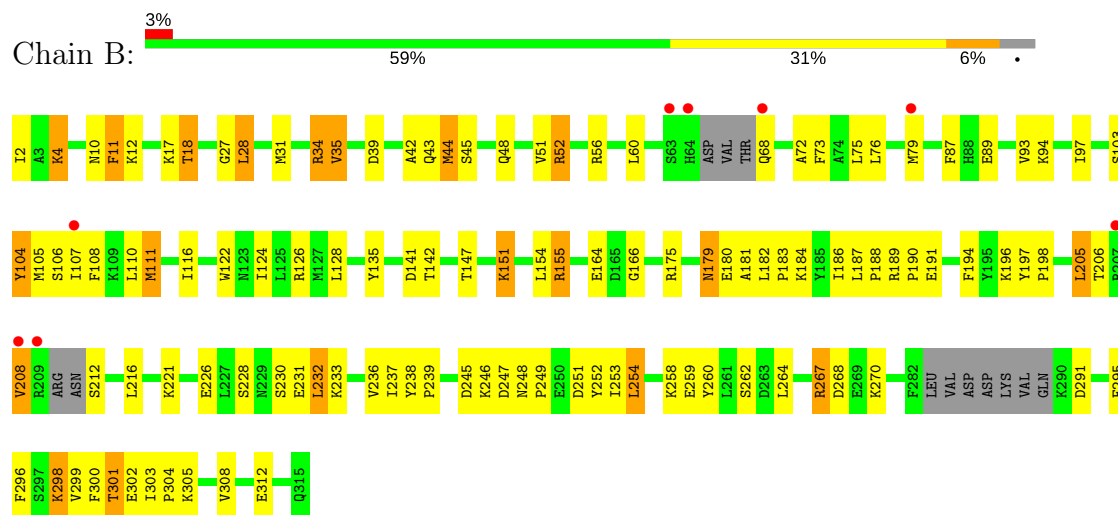 3%
Chain B:
59% 31% 6% •
I2 A3 K4 N10 F11 K12 K17 T18 G27 L28 M31 R34 V35 D39 A42 Q43 M44 S45 Q48 V51 R52 R56 L60 S63 H64 ASP VAL THR Q68 A72 F73 A74 L75 L76 M79 F87 H88 E89 V93 K94 I97 S103
Y104 M105 S106 I107 F108 K109 L110 M111 I116 W122 N123 I124 L125 R126 M127 L128 Y135 D141 T142 T147 K151 L154 R155 E164 D165 G166 R175 N179 E180 A181 L182 P183 K184 Y185 I186 L187 P188 R189 P190 E191 F194 Y195 K196 Y197 P198 L205 T206
V208 R209 ARG ASN S212 L216 K221 E226 L227 S228 N229 S230 E231 L232 K233 V236 I237 Y238 P239 D245 K246 D247 N248 P249 E250 D251 Y252 I253 L254 K258 E259 Y260 L261 S262 D263 L264 R267 D268 E269 K270 F282 LEU VAL ASP ASP LYS VAL GLN K290 D291
F296 S297 K298 V299 F300 T301 E302 I303 P304 K305 V308 E312 Q315